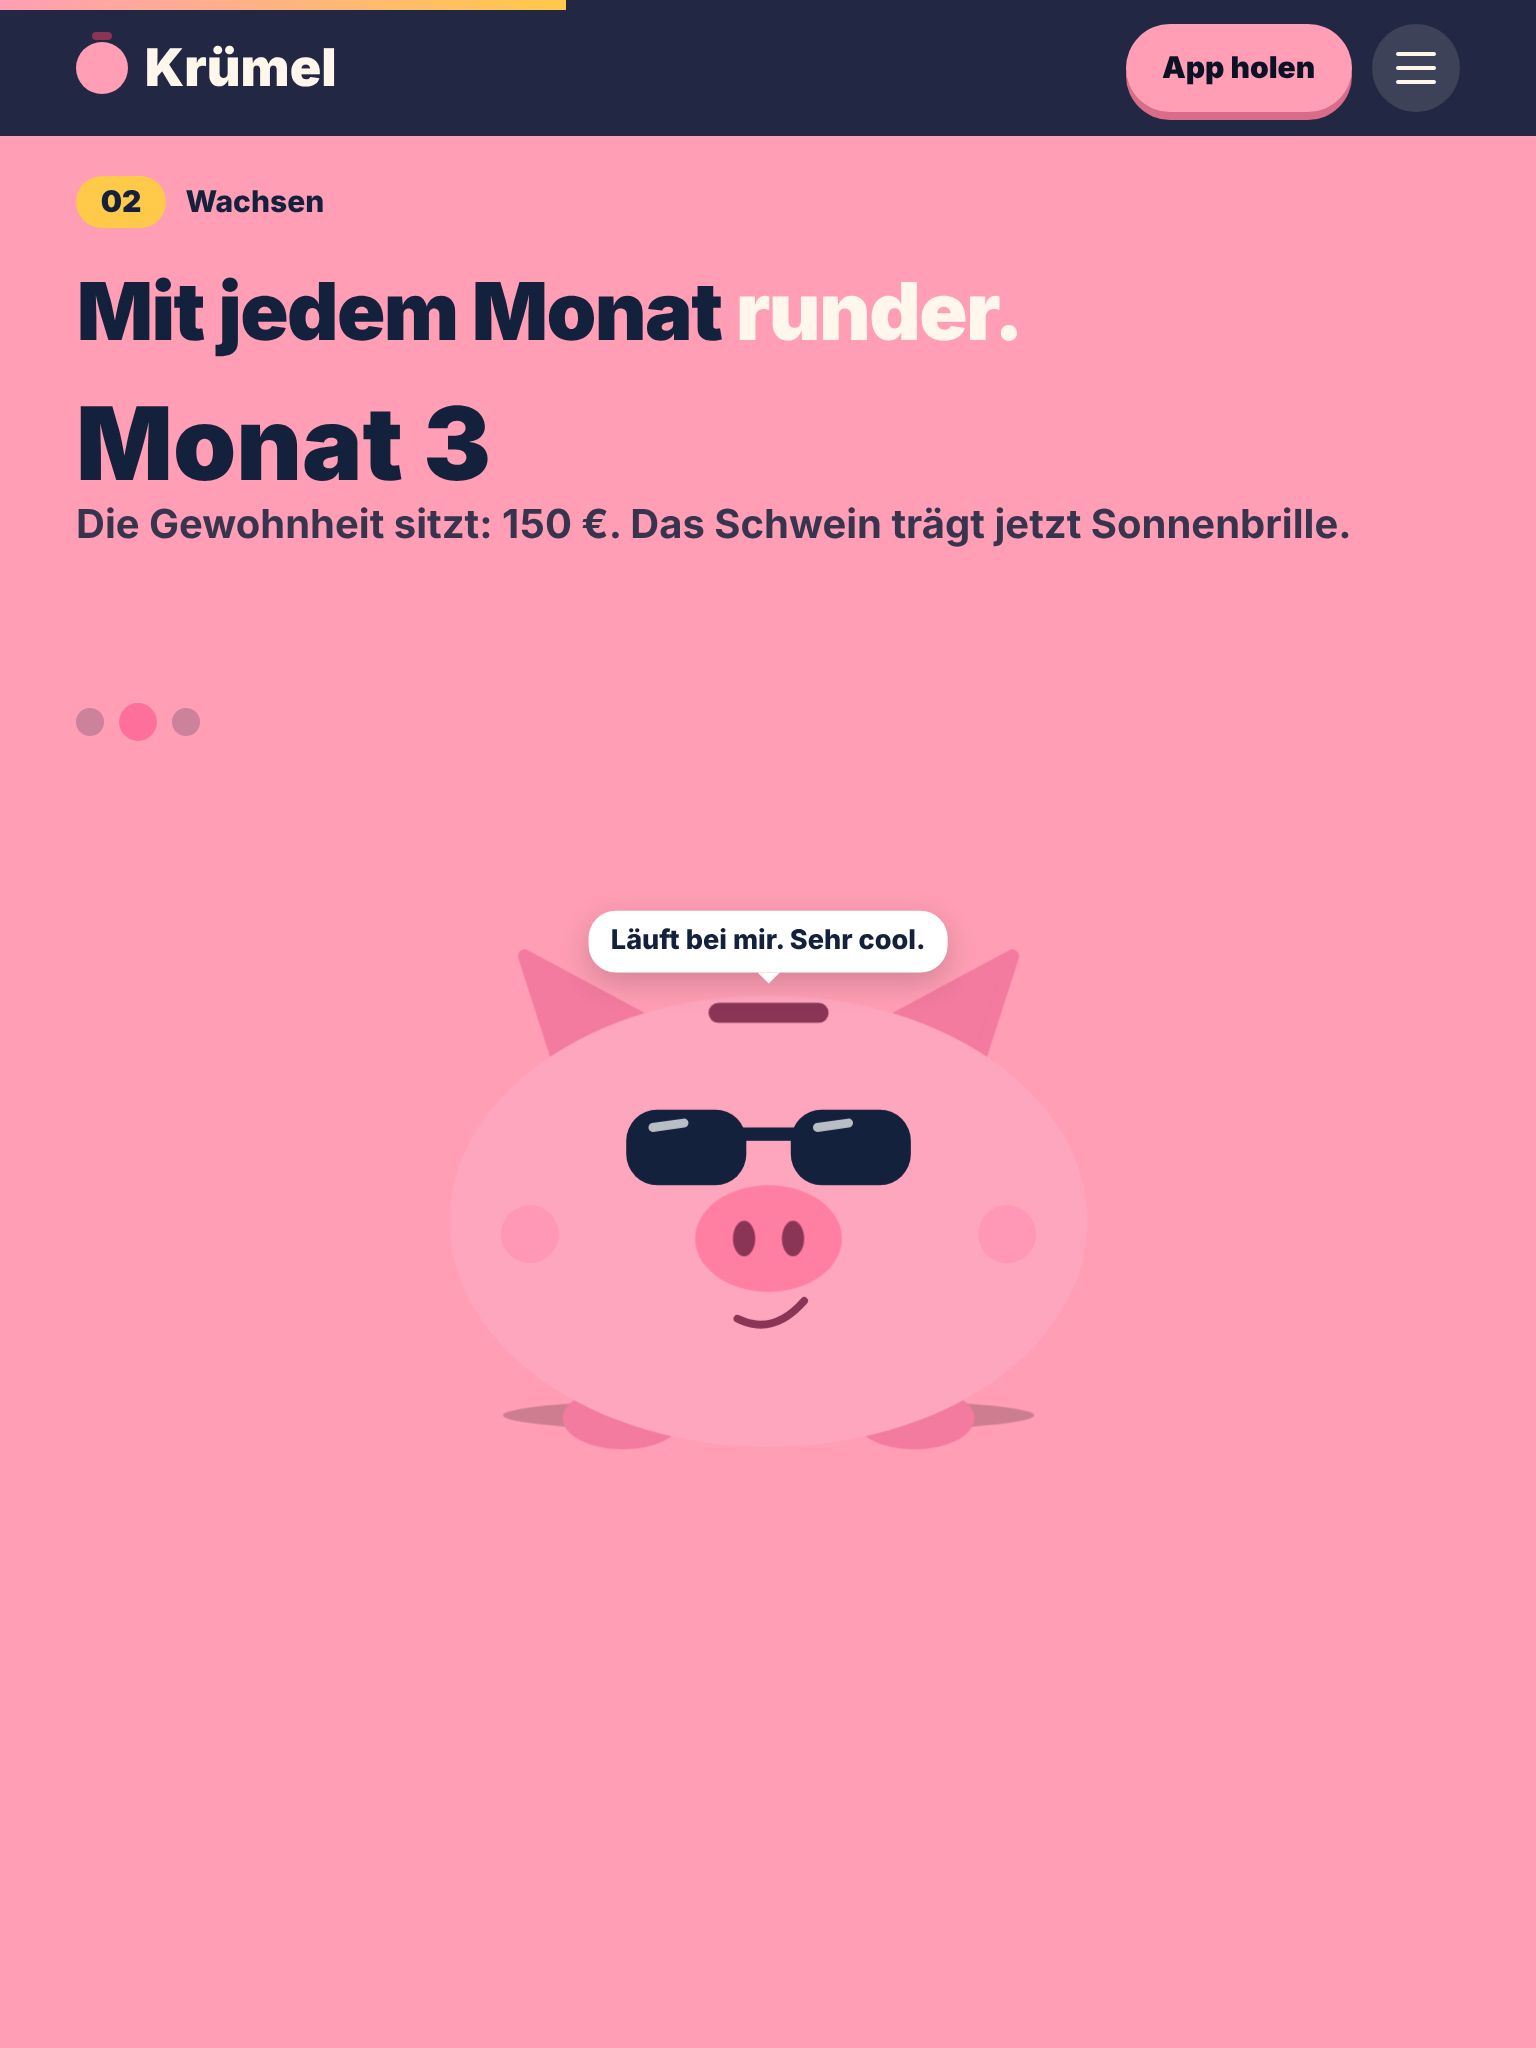 Krümel
App holen
02 Wachsen
Mit jedem Monat runder.
Monat 3
Die Gewohnheit sitzt: 150 €. Das Schwein trägt jetzt Sonnenbrille.
Läuft bei mir. Sehr cool.